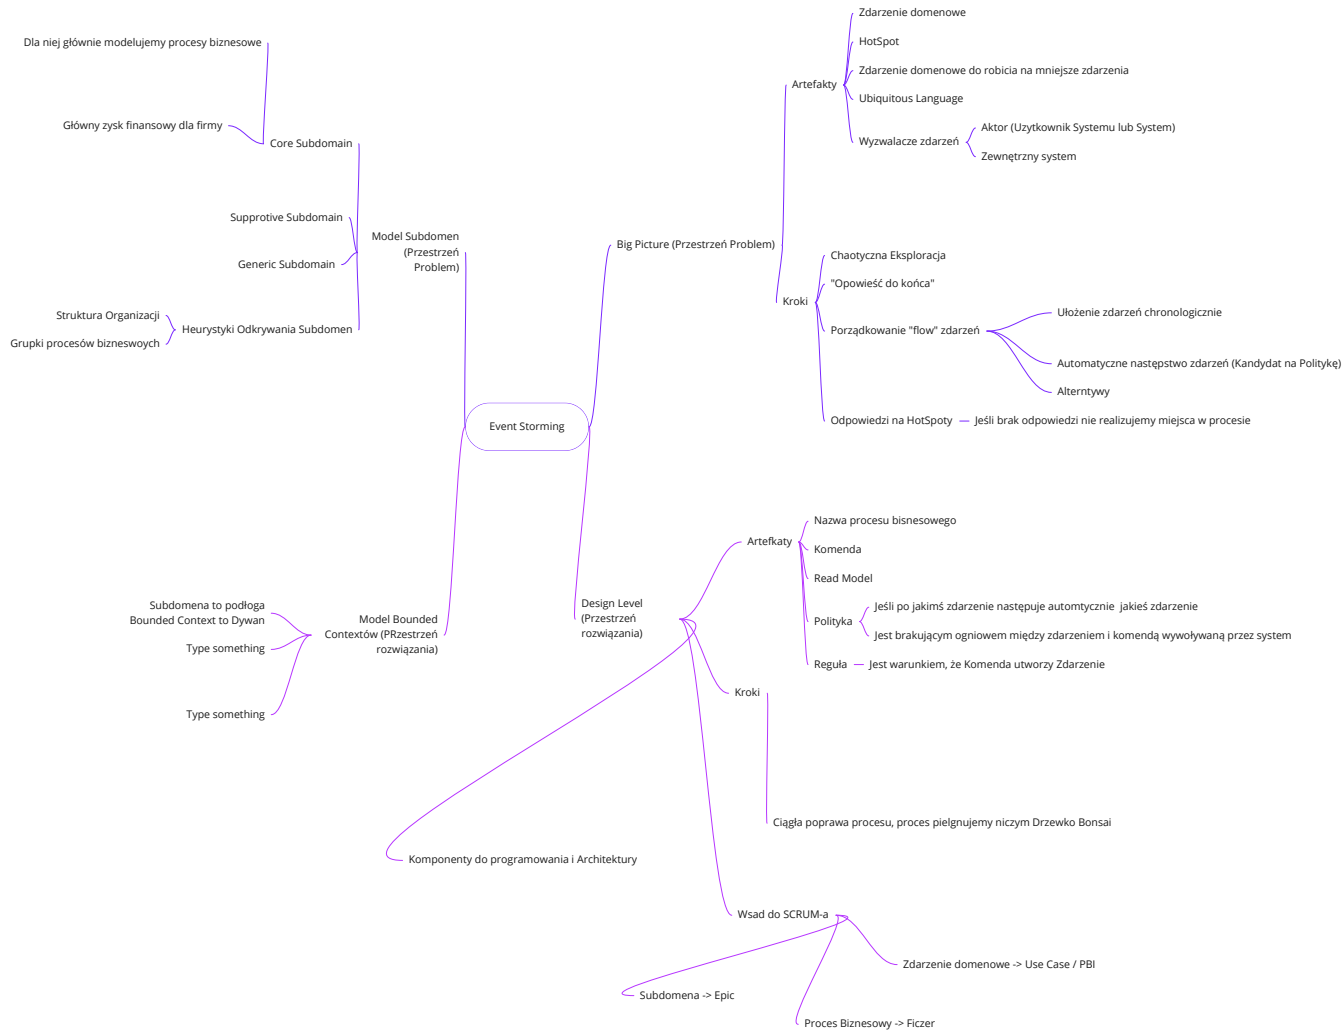 Event Storming
Big Picture (Przestrzeń Problem)
Artefakty
Zdarzenie domenowe
HotSpot
Zdarzenie domenowe do robicia na mniejsze zdarzenia
Ubiquitous Language
Wyzwalacze zdarzeń
Aktor (Uzytkownik Systemu lub System)
Zewnętrzny system
Kroki
Chaotyczna Eksploracja
"Opowieść do końca"
Porządkowanie "flow" zdarzeń
Ułożenie zdarzeń chronologicznie
Automatyczne następstwo zdarzeń (Kandydat na Politykę)
Alterntywy
Odpowiedzi na HotSpoty
Jeśli brak odpowiedzi nie realizujemy miejsca w procesie
Design Level
(Przestrzeń
rozwiązania)
Artefkaty
Nazwa procesu bisnesowego
Komenda
Read Model
Polityka
Jeśli po jakimś zdarzenie następuje automtycznie jakieś zdarzenie
Jest brakującym ogniowem między zdarzeniem i komendą wywoływaną przez system
Reguła
Jest warunkiem, że Komenda utworzy Zdarzenie
Kroki
Ciągła poprawa procesu, proces pielgnujemy niczym Drzewko Bonsai
Komponenty do programowania i Architektury
Wsad do SCRUM-a
Zdarzenie domenowe -> Use Case / PBI
Subdomena -> Epic
Proces Biznesowy -> Ficzer
Model Subdomen
(Przestrzeń
Problem)
Core Subdomain
Dla niej głównie modelujemy procesy biznesowe
Główny zysk finansowy dla firmy
Supprotive Subdomain
Generic Subdomain
Heurystyki Odkrywania Subdomen
Struktura Organizacji
Grupki procesów bizneswoych
Model Bounded
Contextów (PRzestrzeń
rozwiązania)
Subdomena to podłoga
Bounded Context to Dywan
Type something
Type something